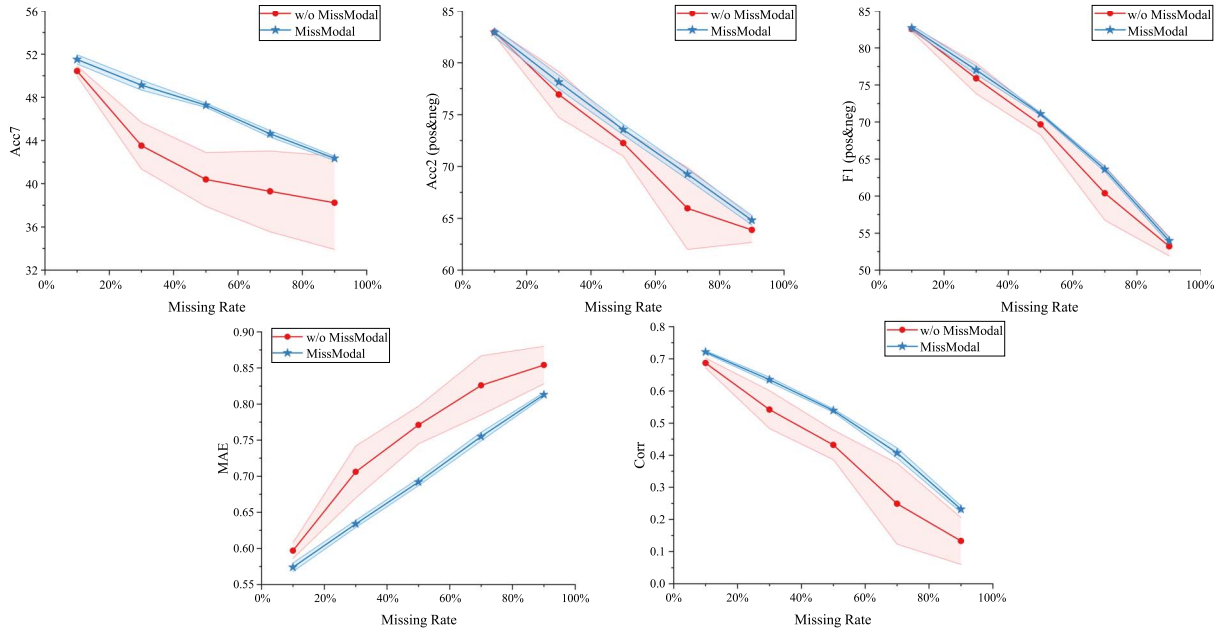 w/o MissModal
MissModal
Acc7
56
52
48
44
40
36
32
0% 20% 40% 60% 80% 100%
Missing Rate
w/o MissModal
MissModal
Acc2 (pos&neg)
85
80
75
70
65
60
0% 20% 40% 60% 80% 100%
Missing Rate
w/o MissModal
MissModal
F1 (pos&neg)
85
80
75
70
65
60
55
50
0% 20% 40% 60% 80% 100%
Missing Rate
w/o MissModal
MissModal
MAE
0.90
0.85
0.80
0.75
0.70
0.65
0.60
0.55
0% 20% 40% 60% 80% 100%
Missing Rate
w/o MissModal
MissModal
Corr
0.8
0.7
0.6
0.5
0.4
0.3
0.2
0.1
0.0
0% 20% 40% 60% 80% 100%
Missing Rate